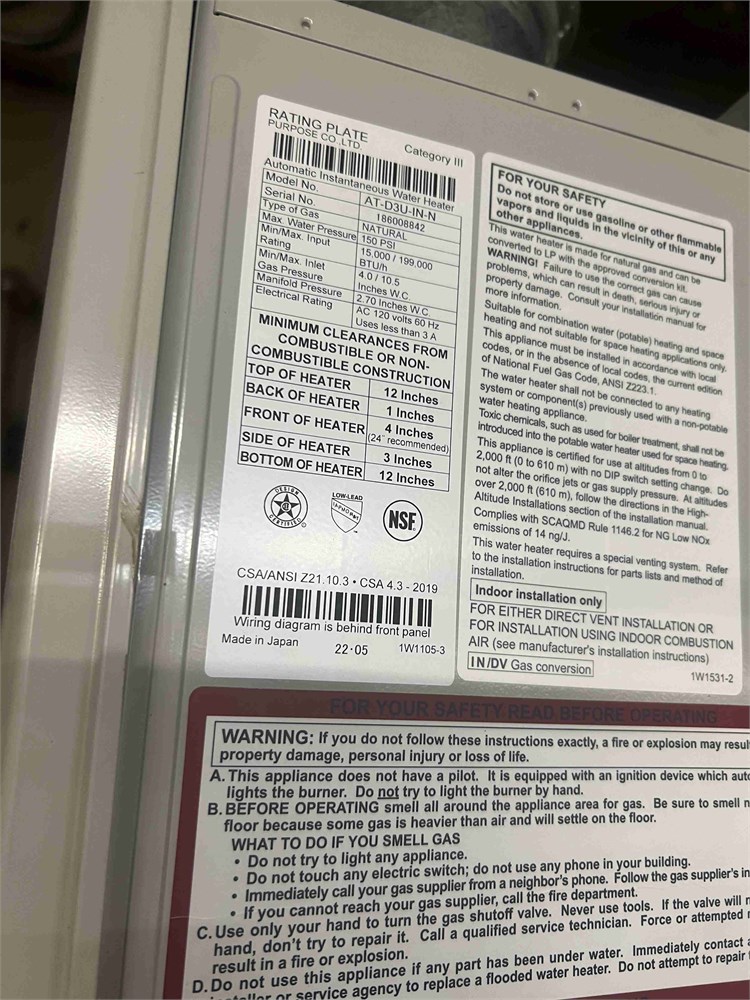 RATING PLATE
PURPOSE CO.,LTD.
Category III
Automatic Instantaneous Water Heater
Model No. AT-D3U-IN-N
Serial No. 186008842
Type of Gas NATURAL
Max. Water Pressure 150 PSI
Min/Max. Input 15,000 / 199,000
Rating BTU/h
Min/Max. Inlet 4.0 / 10.5
Gas Pressure Inches W.C.
Manifold Pressure 2.70 Inches W.C.
Electrical Rating AC 120 volts 60 Hz
Uses less than 3 A
MINIMUM CLEARANCES FROM
COMBUSTIBLE OR NON-
COMBUSTIBLE CONSTRUCTION
TOP OF HEATER 12 Inches
BACK OF HEATER 1 Inches
FRONT OF HEATER 4 Inches
(24" recommended)
SIDE OF HEATER 3 Inches
BOTTOM OF HEATER 12 Inches
DESIGN
CERTIFIED
LOW-LEAD
NSF
CSA/ANSI Z21.10.3 • CSA 4.3 - 2019
Wiring diagram is behind front panel
Made in Japan 22·05 1W1105-3
FOR YOUR SAFETY
Do not store or use gasoline or other flammable
vapors and liquids in the vicinity of this or any
other appliances.
This water heater is made for natural gas and can be
converted to LP with the approved conversion kit.
WARNING! Failure to use the correct gas can cause
problems, which can result in death, serious injury or
property damage. Consult your installation manual for
more information.
Suitable for combination water (potable) heating and space
heating and not suitable for space heating applications only.
This appliance must be installed in accordance with local
codes, or in the absence of local codes, the current edition
of National Fuel Gas Code, ANSI Z223.1.
The water heater shall not be connected to any heating
system or component(s) previously used with a non-potable
water heating appliance.
Toxic chemicals, such as used for boiler treatment, shall not be
introduced into the potable water heater used for space heating.
This appliance is certified for use at altitudes from 0 to
2,000 ft (0 to 610 m) with no DIP switch setting change. Do
not alter the orifice jets or gas supply pressure. At altitudes
over 2,000 ft (610 m), follow the directions in the High-
Altitude Installations section of the installation manual.
Complies with SCAQMD Rule 1146.2 for NG Low NOx
emissions of 14 ng/J.
This water heater requires a special venting system. Refer
to the installation instructions for parts lists and method of
installation.
Indoor installation only
FOR EITHER DIRECT VENT INSTALLATION OR
FOR INSTALLATION USING INDOOR COMBUSTION
AIR (see manufacturer's installation instructions)
IN/DV Gas conversion
1W1531-2
FOR YOUR SAFETY READ BEFORE OPERATING
WARNING: If you do not follow these instructions exactly, a fire or explosion may resul
property damage, personal injury or loss of life.
A. This appliance does not have a pilot. It is equipped with an ignition device which auto
lights the burner. Do not try to light the burner by hand.
B. BEFORE OPERATING smell all around the appliance area for gas. Be sure to smell n
floor because some gas is heavier than air and will settle on the floor.
WHAT TO DO IF YOU SMELL GAS
• Do not try to light any appliance.
• Do not touch any electric switch; do not use any phone in your building.
• Immediately call your gas supplier from a neighbor's phone. Follow the gas supplier's in
• If you cannot reach your gas supplier, call the fire department.
C. Use only your hand to turn the gas shutoff valve. Never use tools. If the valve will n
hand, don't try to repair it. Call a qualified service technician. Force or attempted r
result in a fire or explosion.
D. Do not use this appliance if any part has been under water. Immediately contact a
or service agency to replace a flooded water heater. Do not attempt to repair